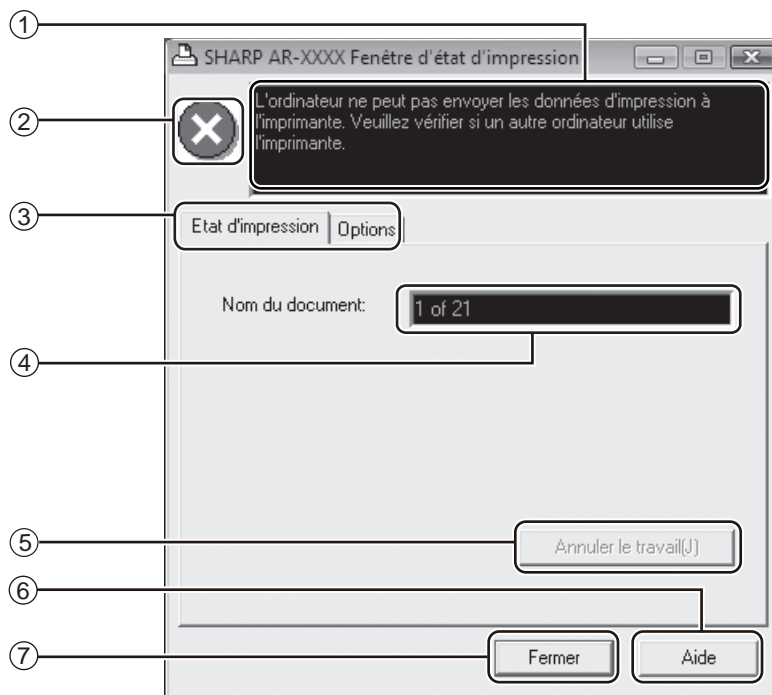 ①
SHARP AR-XXXX Fenêtre d'état d'impression
②
L'ordinateur ne peut pas envoyer les données d'impression à
l'imprimante. Veuillez vérifier si un autre ordinateur utilise
l'imprimante.
③
Etat d'impression
Options
Nom du document:
1 of 21
④
⑤
Annuler le travail(J)
⑥
⑦
Fermer
Aide